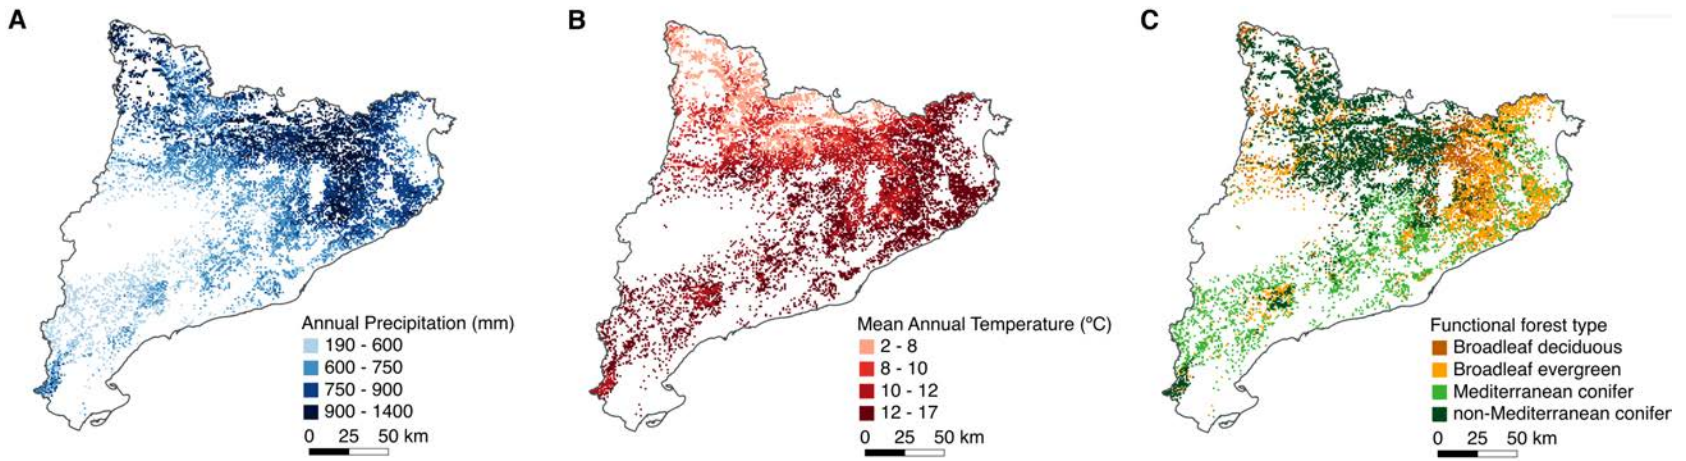 A
B
C
Annual Precipitation (mm)
190 - 600
600 - 750
750 - 900
900 - 1400
0 25 50 km
Mean Annual Temperature (ºC)
2 - 8
8 - 10
10 - 12
12 - 17
0 25 50 km
Functional forest type
Broadleaf deciduous
Broadleaf evergreen
Mediterranean conifer
non-Mediterranean conifer
0 25 50 km